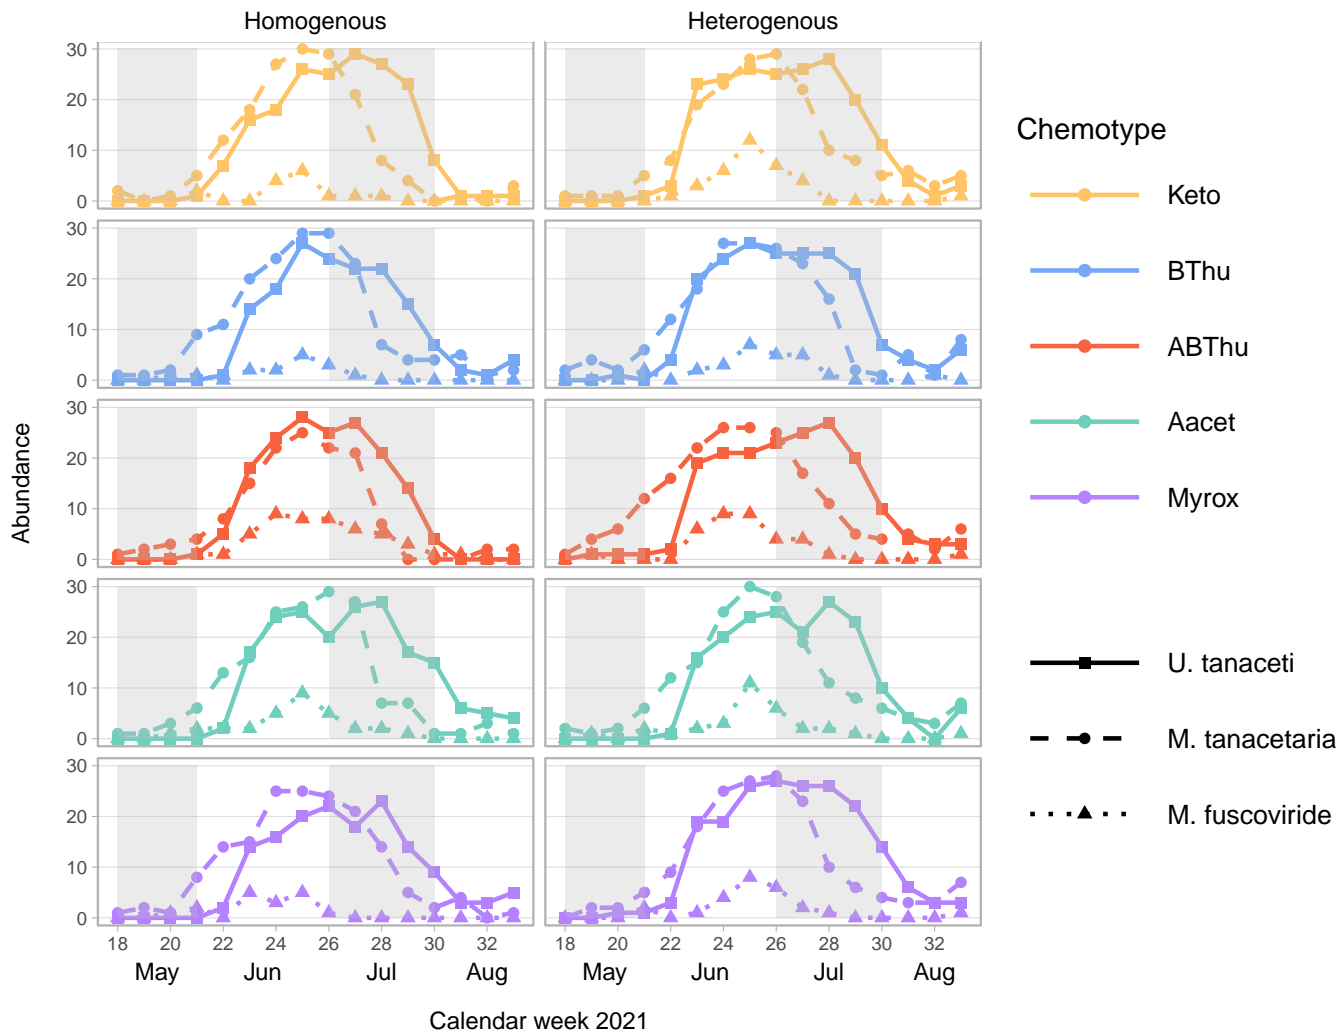 Homogenous
Heterogenous
30
20
10
0
30
20
10
0
30
20
10
0
30
20
10
0
30
20
10
0
Abundance
18 20 22 24 26 28 30 32
18 20 22 24 26 28 30 32
May Jun Jul Aug
May Jun Jul Aug
Calendar week 2021
Chemotype
Keto
BThu
ABThu
Aacet
Myrox
U. tanaceti
M. tanacetaria
M. fuscoviride